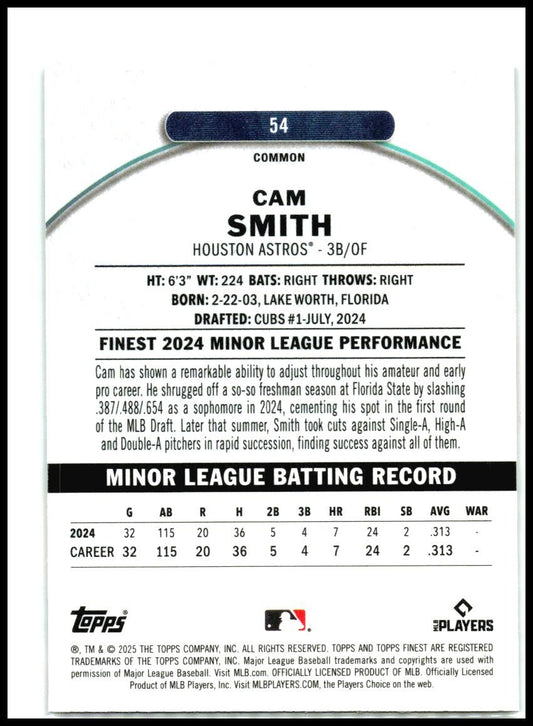 54
COMMON
CAM
SMITH
HOUSTON ASTROS® - 3B/OF
HT: 6'3" WT: 224 BATS: RIGHT THROWS: RIGHT
BORN: 2-22-03, LAKE WORTH, FLORIDA
DRAFTED: CUBS #1-JULY, 2024
FINEST 2024 MINOR LEAGUE PERFORMANCE
Cam has shown a remarkable ability to adjust throughout his amateur and early
pro career. He shrugged off a so-so freshman season at Florida State by slashing
.387/.488/.654 as a sophomore in 2024, cementing his spot in the first round
of the MLB Draft. Later that summer, Smith took cuts against Single-A, High-A
and Double-A pitchers in rapid succession, finding success against all of them.
MINOR LEAGUE BATTING RECORD
G AB R H 2B 3B HR RBI SB AVG WAR
2024 32 115 20 36 5 4 7 24 2 .313 -
CAREER 32 115 20 36 5 4 7 24 2 .313 -
Topps
MLB PLAYERS
®, TM & © 2025 THE TOPPS COMPANY, INC. ALL RIGHTS RESERVED. TOPPS AND TOPPS FINEST ARE REGISTERED
TRADEMARKS OF THE TOPPS COMPANY, INC. Major League Baseball trademarks and copyrights are used with
permission of Major League Baseball. Visit MLB.com. OFFICIALLY LICENSED PRODUCT OF MLB. Officially Licensed
Product of MLB Players, Inc. Visit MLBPLAYERS.COM, the Players Choice on the web.